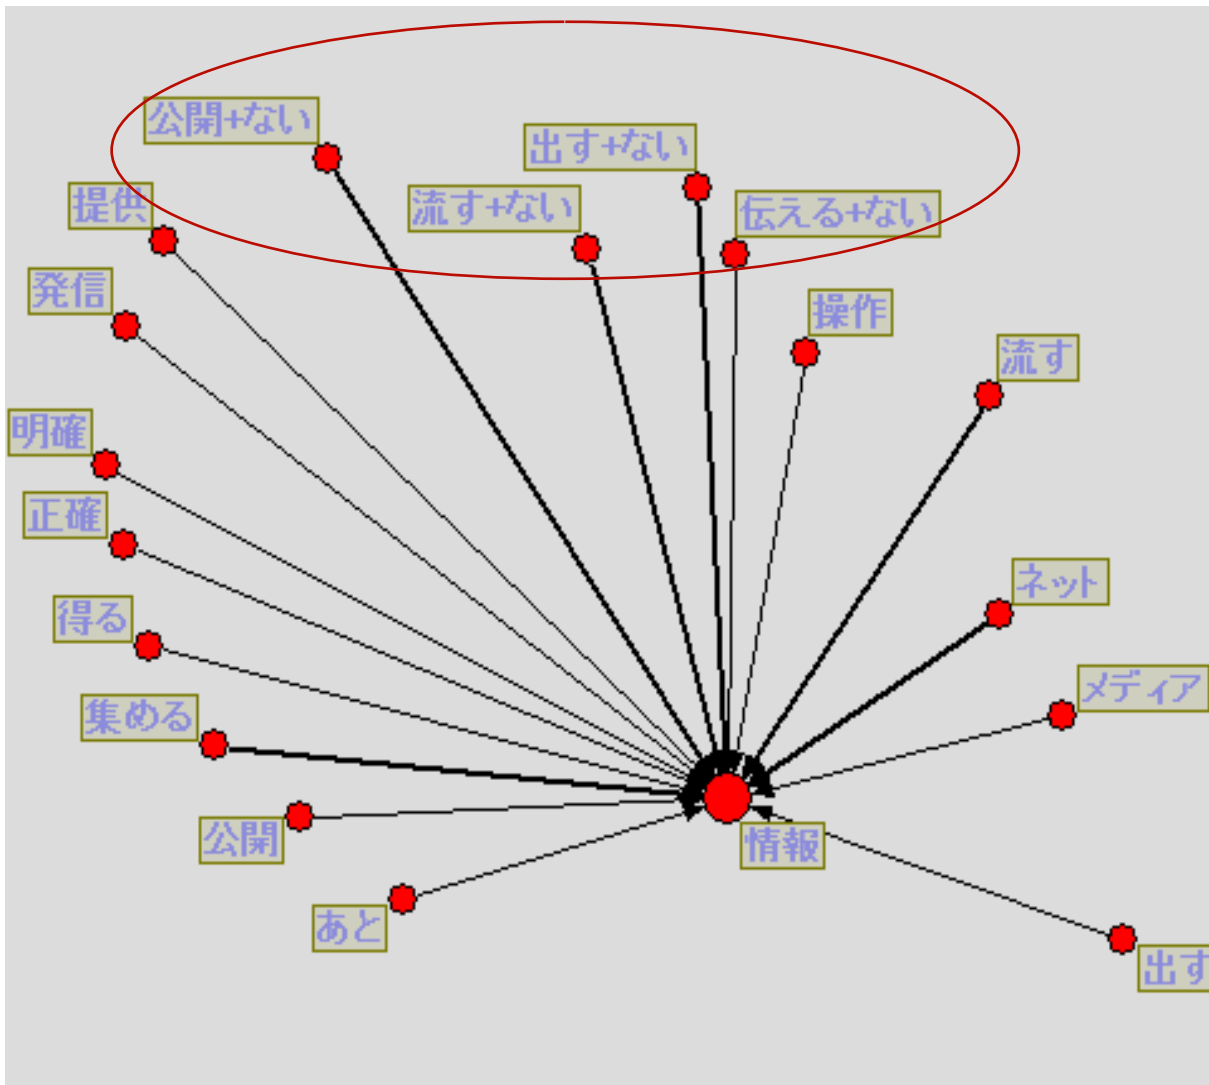 公開+ない
出す+ない
提供
流す+ない
伝える+ない
発信
操作
流す
明確
正確
ネット
得る
メディア
集める
公開
情報
あと
出す